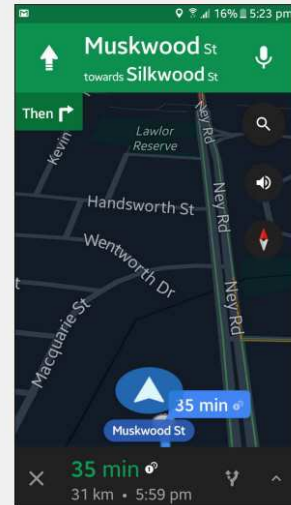 16% 5:23 pm
Muskwood St
towards Silkwood St
Then
Lawlor
Reserve
Kevin
Ney Rd
Handsworth St
Ney Rd
Wentworth Dr
t
Ney Rd
Macquarie St
35 min
Muskwood St
35 min
31 km • 5:59 pm